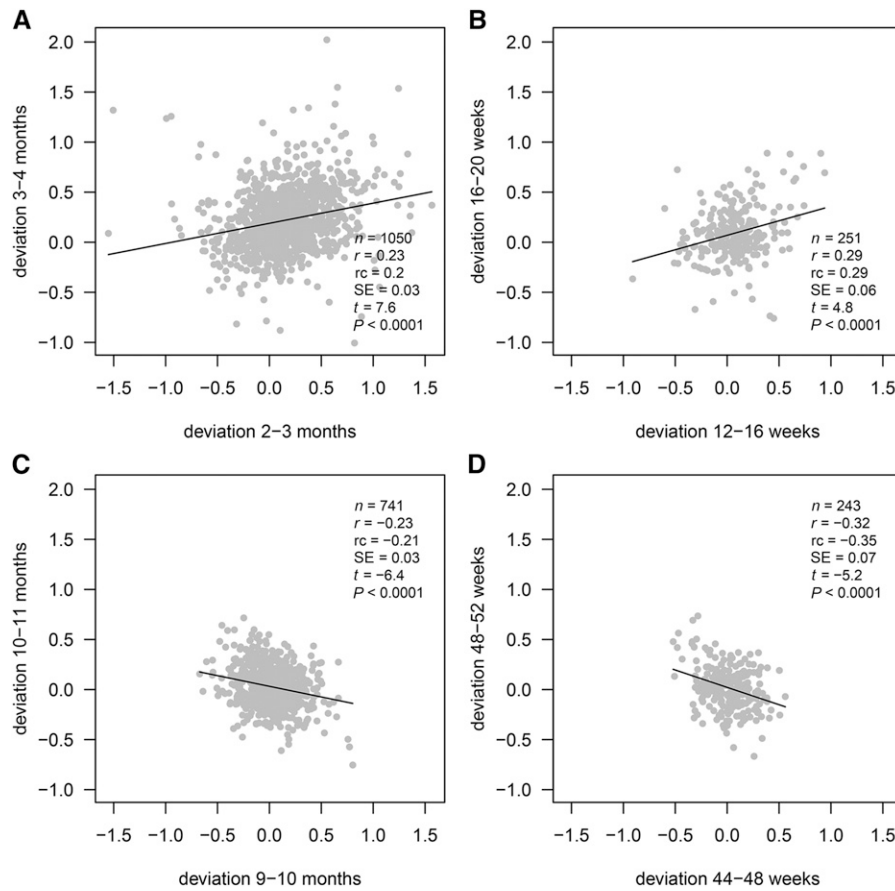 A
2.0
1.5
1.0
0.5
0.0
−0.5
−1.0
deviation 3−4 months
n = 1050
r = 0.23
rc = 0.2
SE = 0.03
t = 7.6
P < 0.0001
−1.5 −1.0 −0.5 0.0 0.5 1.0 1.5
deviation 2−3 months
B
2.0
1.5
1.0
0.5
0.0
−0.5
−1.0
deviation 16−20 weeks
n = 251
r = 0.29
rc = 0.29
SE = 0.06
t = 4.8
P < 0.0001
−1.5 −1.0 −0.5 0.0 0.5 1.0 1.5
deviation 12−16 weeks
C
2.0
1.5
1.0
0.5
0.0
−0.5
−1.0
deviation 10−11 months
n = 741
r = −0.23
rc = −0.21
SE = 0.03
t = −6.4
P < 0.0001
−1.5 −1.0 −0.5 0.0 0.5 1.0 1.5
deviation 9−10 months
D
2.0
1.5
1.0
0.5
0.0
−0.5
−1.0
deviation 48−52 weeks
n = 243
r = −0.32
rc = −0.35
SE = 0.07
t = −5.2
P < 0.0001
−1.5 −1.0 −0.5 0.0 0.5 1.0 1.5
deviation 44−48 weeks